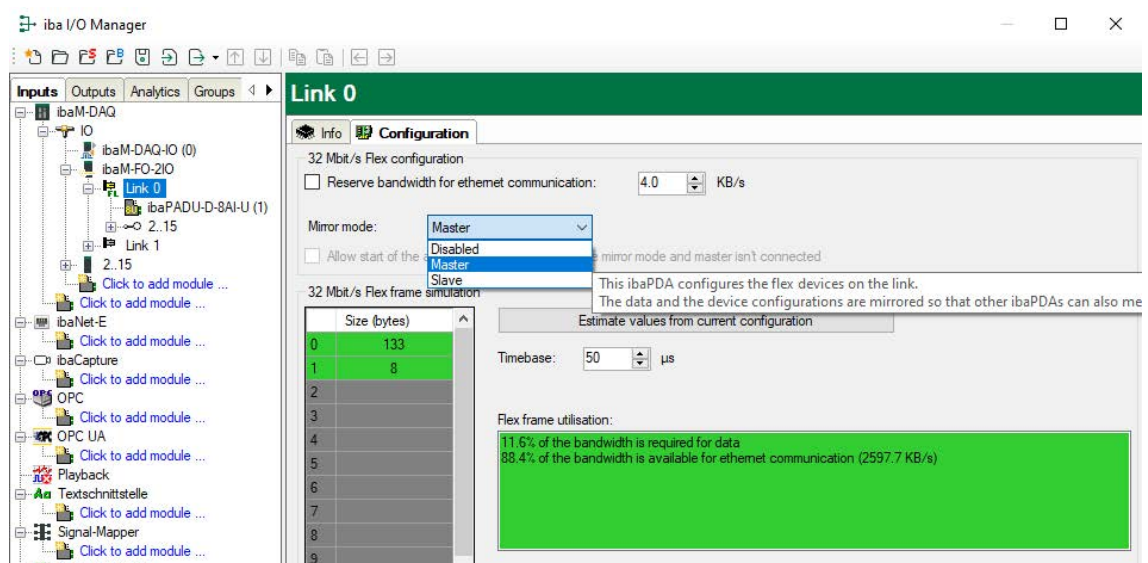 iba I/O Manager
Inputs Outputs Analytics Groups
Link 0
ibaM-DAQ
IO
ibaM-DAQ-IO (0)
ibaM-FO-2IO
Link 0
ibaPADU-D-8AI-U (1)
2..15
Link 1
2..15
Click to add module ...
Click to add module ...
ibaNet-E
Click to add module ...
ibaCapture
Click to add module ...
OPC
Click to add module ...
OPC UA
Click to add module ...
Playback
Textschnittstelle
Click to add module ...
Signal-Mapper
Click to add module ...
Info Configuration
32 Mbit/s Flex configuration
Reserve bandwidth for ethernet communication: 4.0 KB/s
Mirror mode: Master
Disabled
Master
Slave
Allow start of the mirror mode and master isn't connected
This ibaPDA configures the flex devices on the link.
The data and the device configurations are mirrored so that other ibaPDAs can also me
32 Mbit/s Flex frame simulation
Size (bytes)
0 133
1 8
2
3
4
5
6
7
8
9
Estimate values from current configuration
Timebase: 50 µs
Flex frame utilisation:
11.6% of the bandwidth is required for data
88.4% of the bandwidth is available for ethernet communication (2597.7 KB/s)